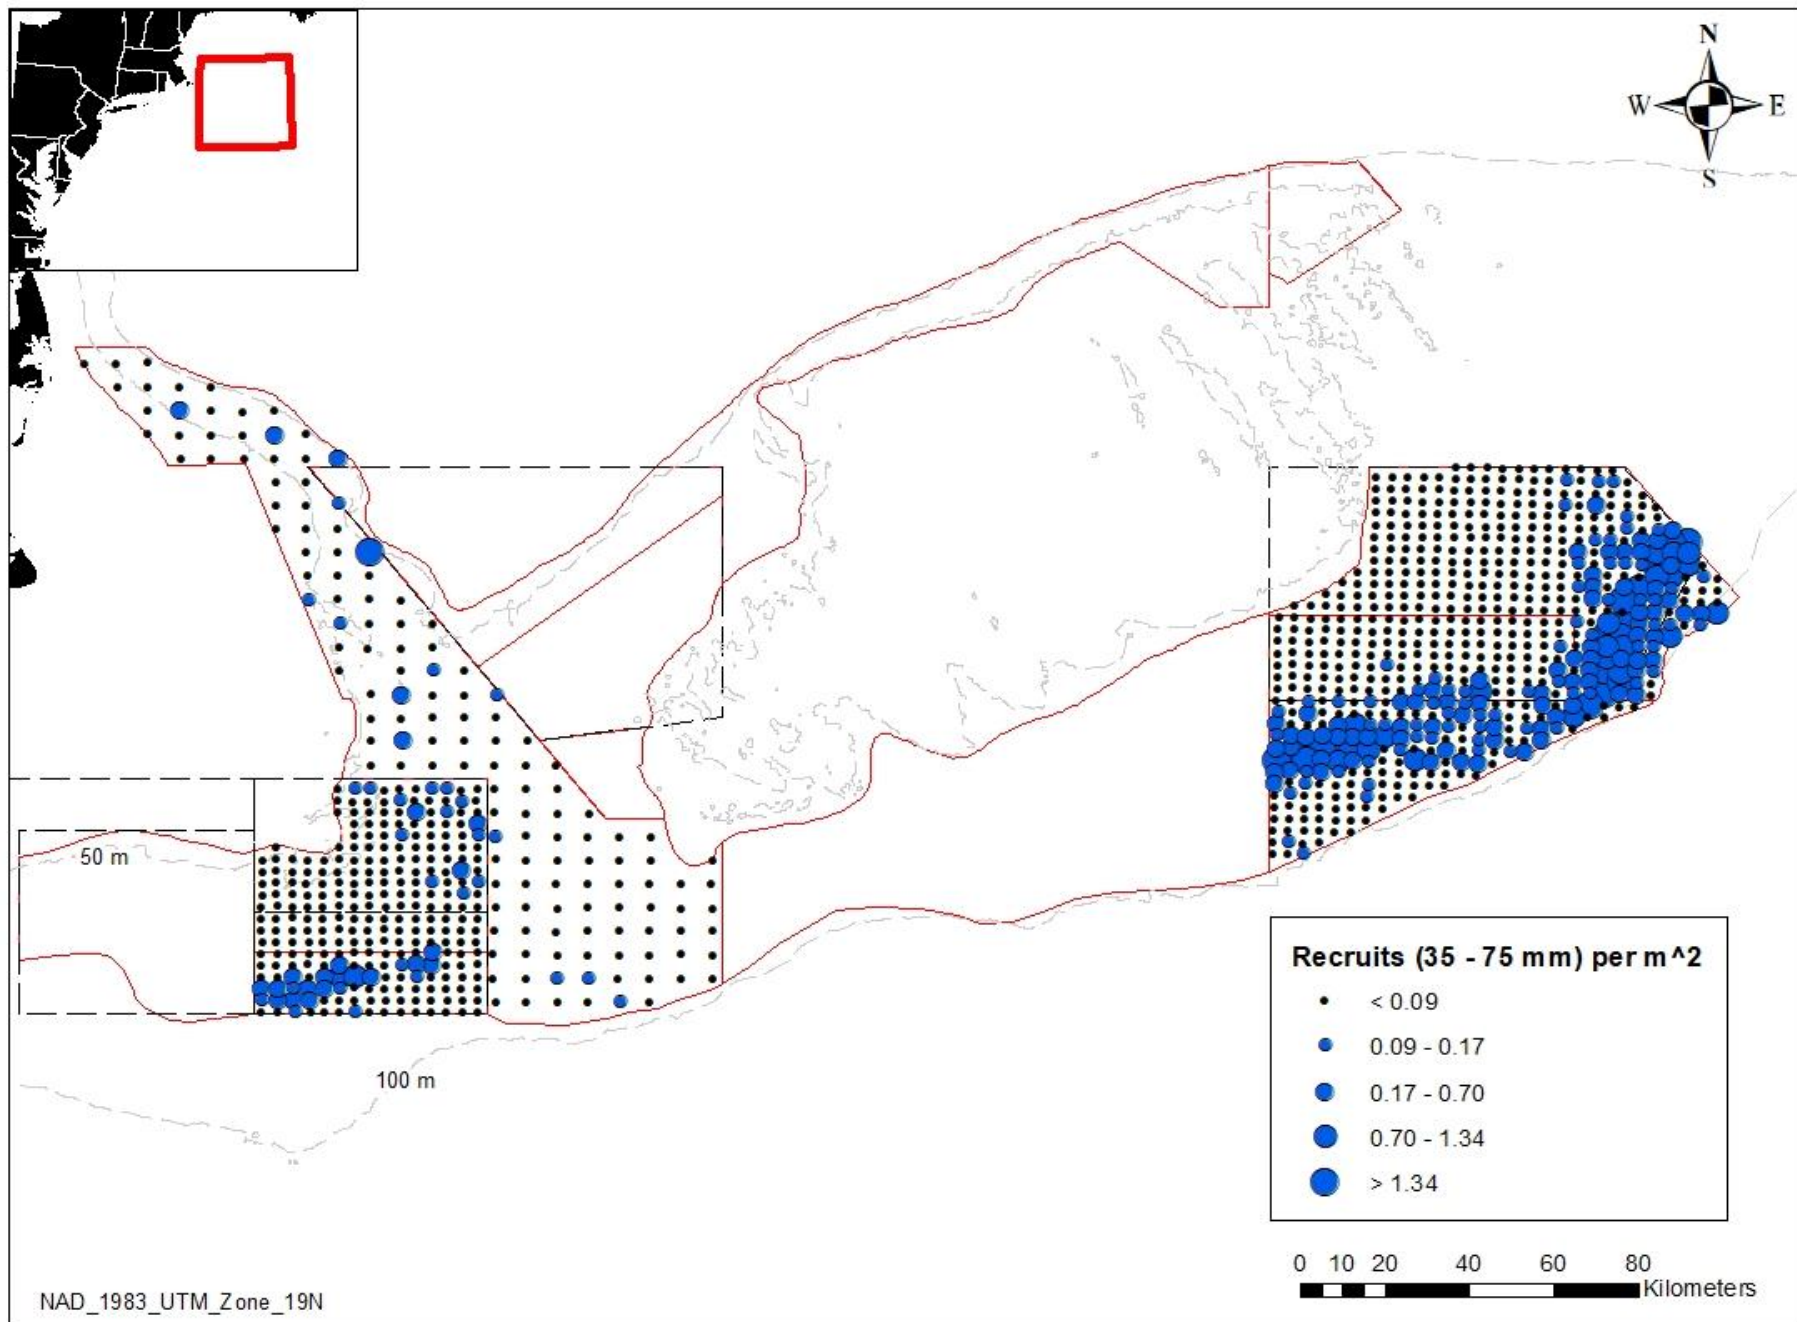 N
W E
S
50 m
100 m
Recruits (35 - 75 mm) per m^2
< 0.09
0.09 - 0.17
0.17 - 0.70
0.70 - 1.34
> 1.34
0 10 20 40 60 80
Kilometers
NAD_1983_UTM_Zone_19N